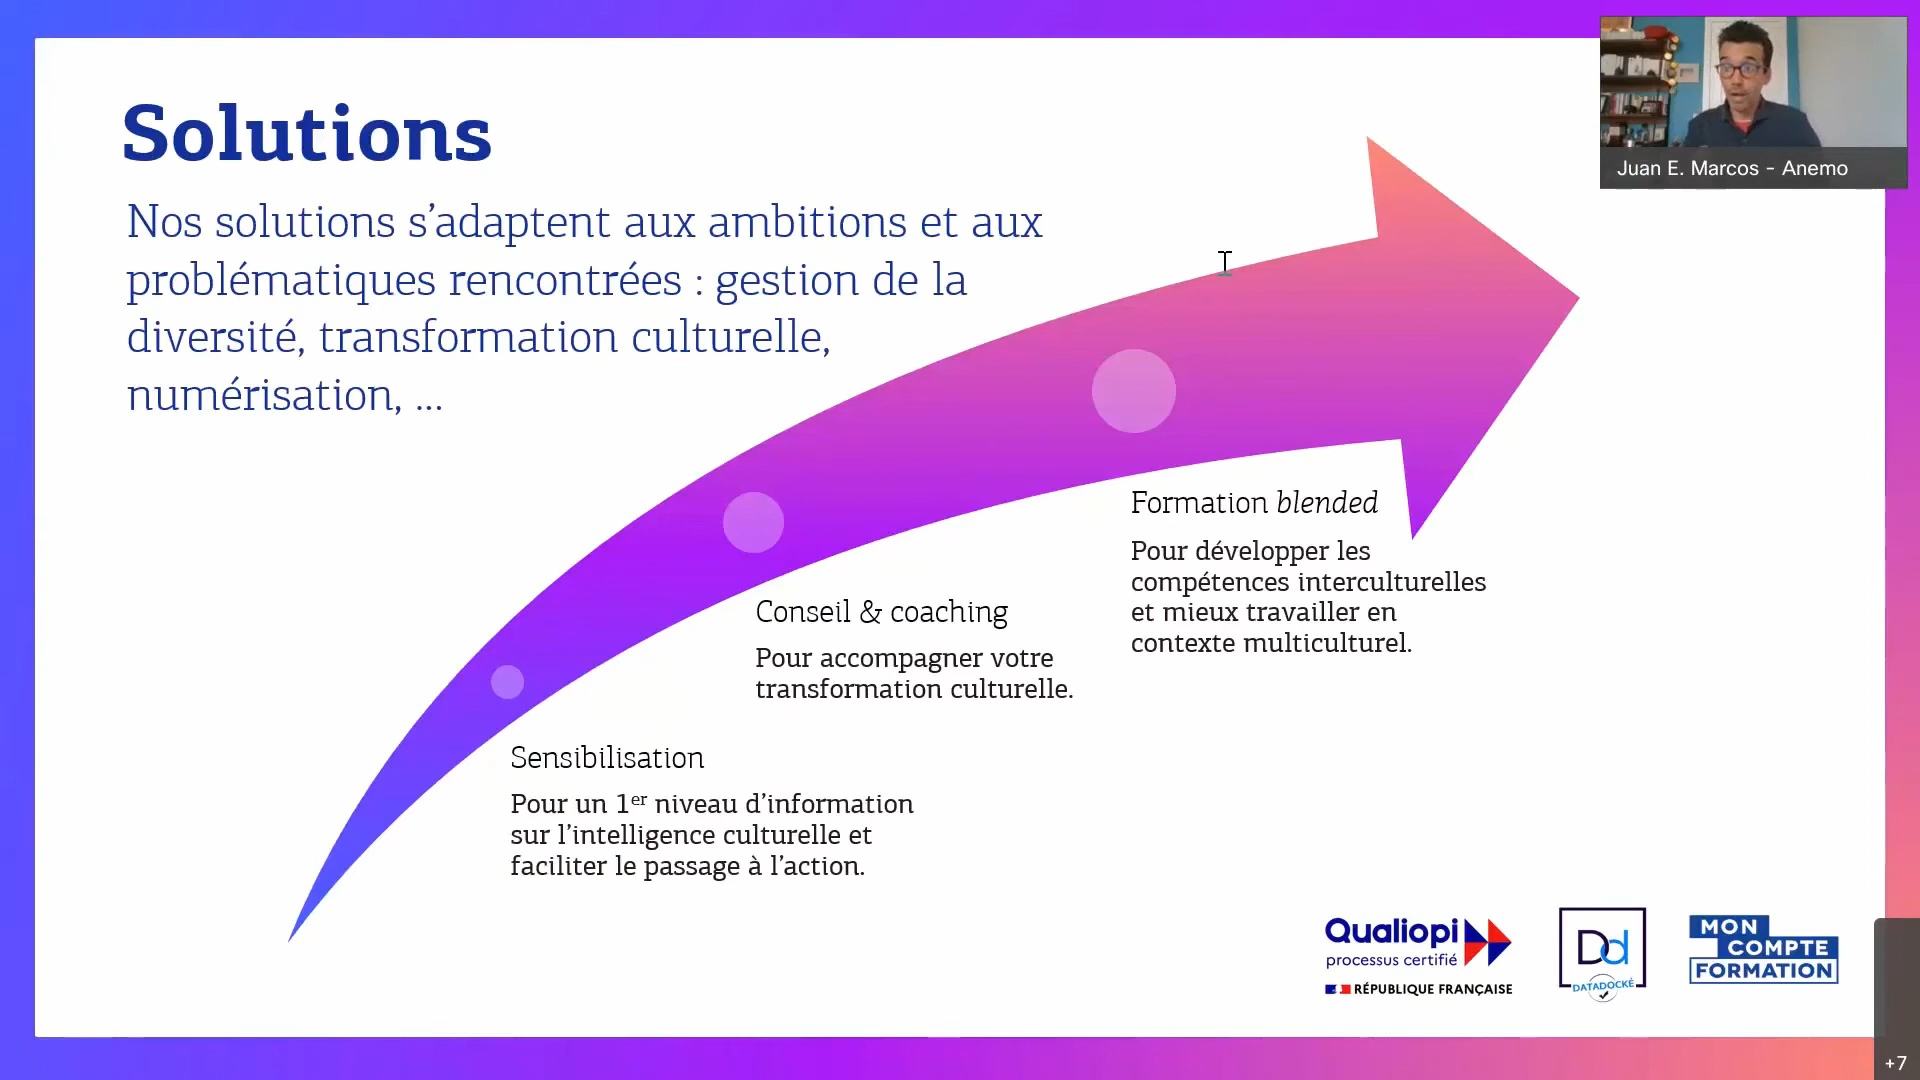 Solutions
Nos solutions s’adaptent aux ambitions et aux
problématiques rencontrées : gestion de la
diversité, transformation culturelle,
numérisation, ...
Juan E. Marcos - Anemo
Formation blended
Pour développer les
compétences interculturelles
et mieux travailler en
contexte multiculturel.
Conseil & coaching
Pour accompagner votre
transformation culturelle.
Sensibilisation
Pour un 1er niveau d’information
sur l’intelligence culturelle et
faciliter le passage à l’action.
Qualiopi
processus certifié
RÉPUBLIQUE FRANÇAISE
Dd
DATADOCKÉ
MON
COMPTE
FORMATION
+7